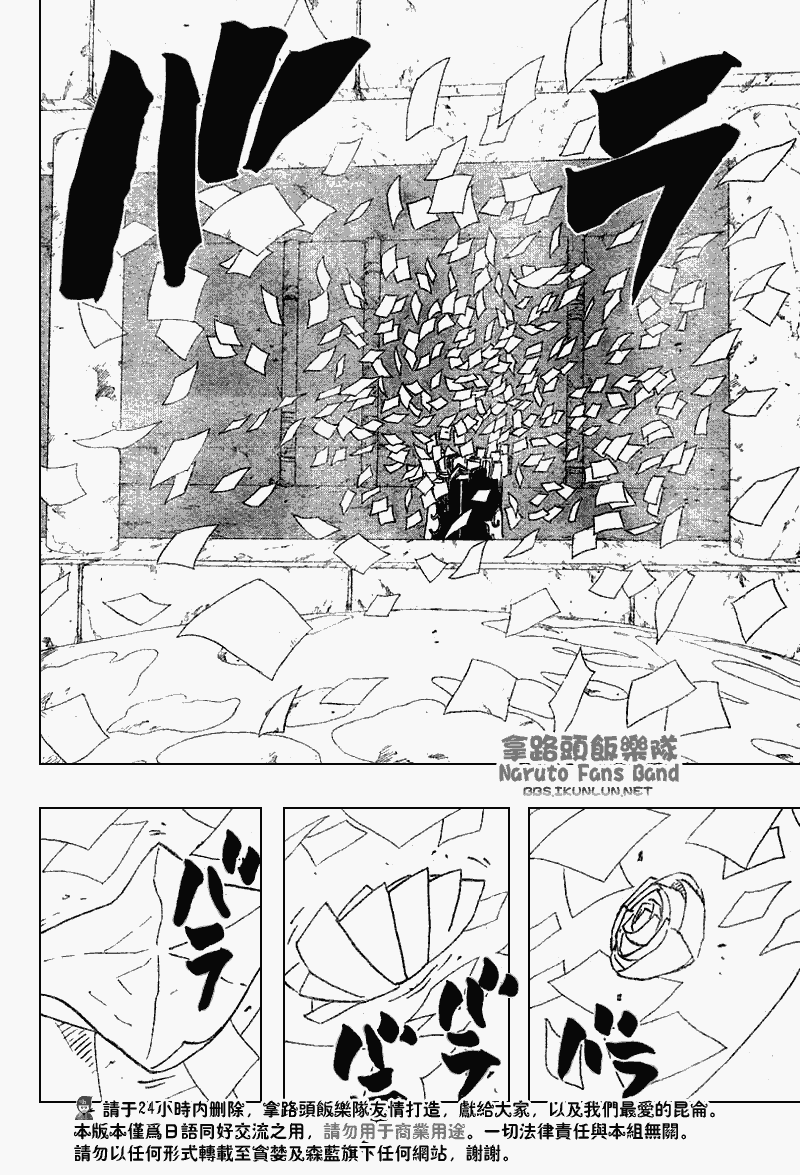 バラ
拿路頭飯樂隊
Naruto Fans Band
BBS.IKUNLUN.NET
バ
バラ
バラ
バラ
バラ
請于24小時内删除，拿路頭飯樂隊友情打造，獻給大家，以及我們最愛的昆侖。
本版本僅爲日語同好交流之用，請勿用于商業用途。一切法律責任與本組無關。
請勿以任何形式轉載至貪婪及森藍旗下任何網站，謝謝。